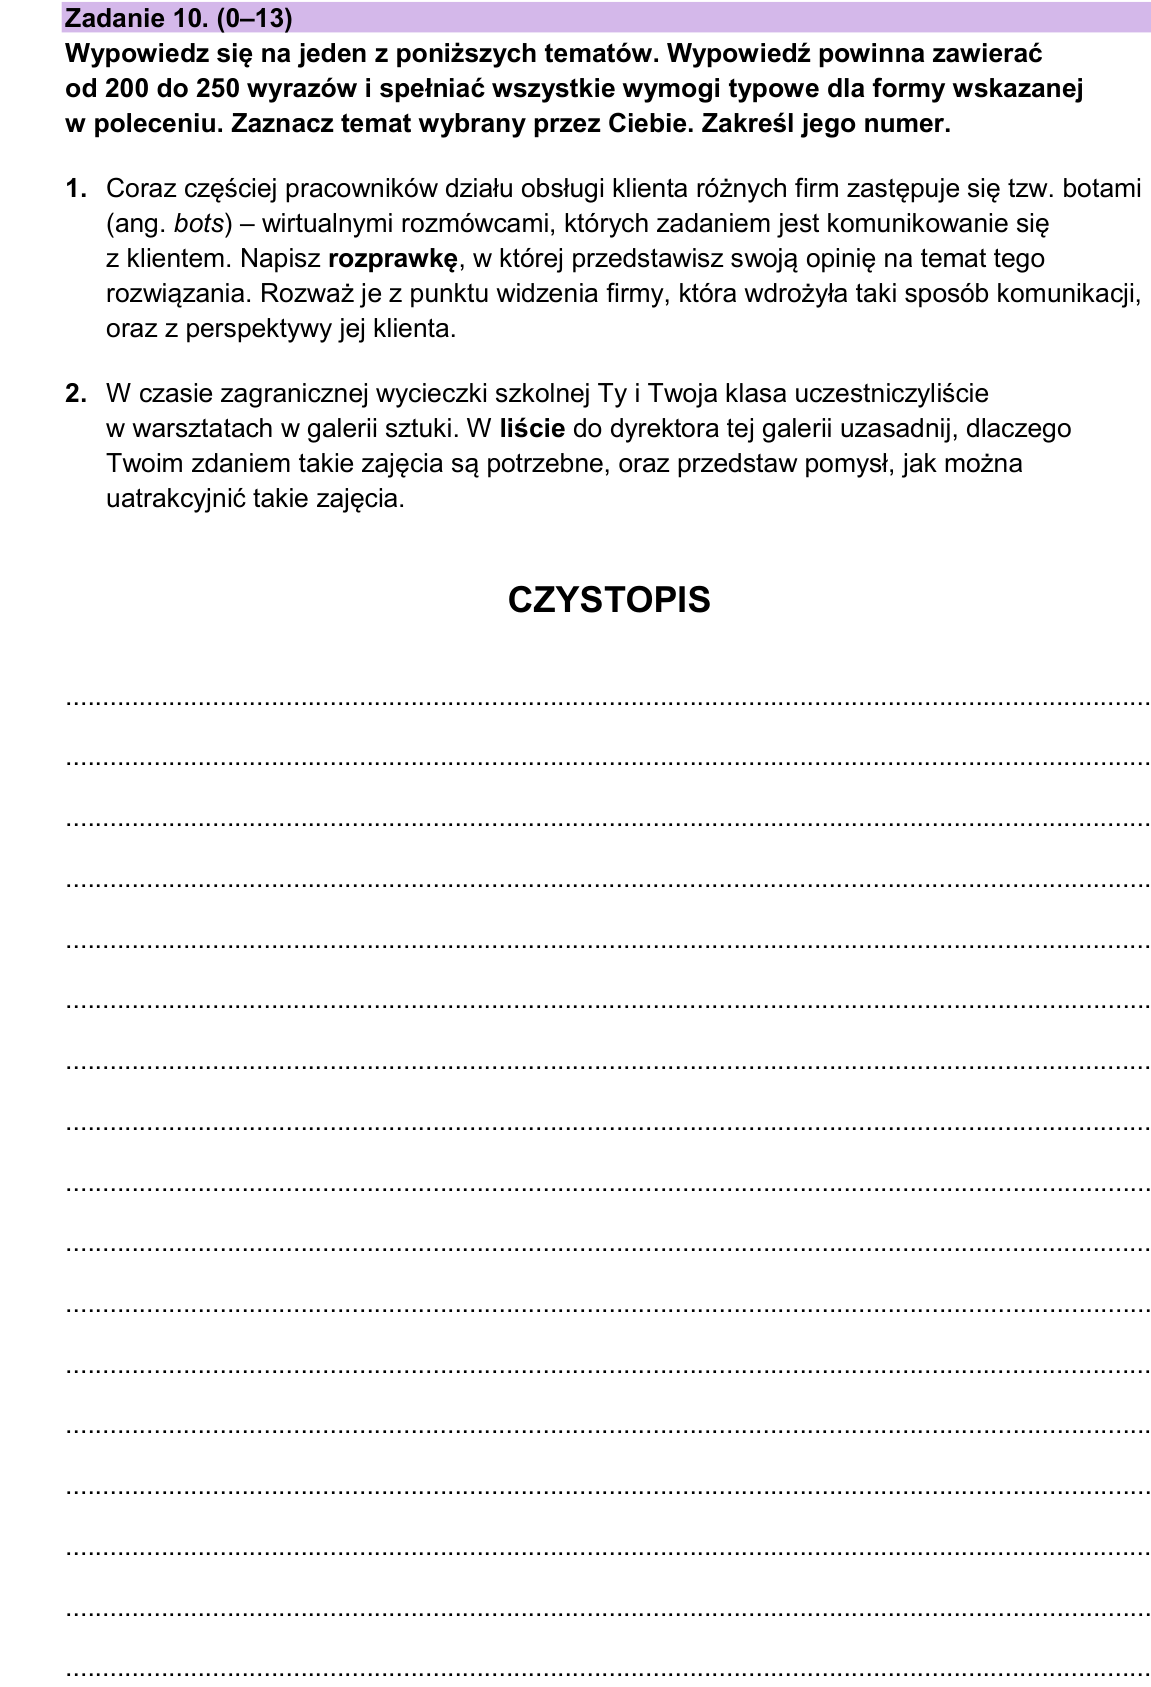 Zadanie 10. (0–13)
Wypowiedz się na jeden z poniższych tematów. Wypowiedź powinna zawierać
od 200 do 250 wyrazów i spełniać wszystkie wymogi typowe dla formy wskazanej
w poleceniu. Zaznacz temat wybrany przez Ciebie. Zakreśl jego numer.
1. Coraz częściej pracowników działu obsługi klienta różnych firm zastępuje się tzw. botami
(ang. bots) – wirtualnymi rozmówcami, których zadaniem jest komunikowanie się
z klientem. Napisz rozprawkę, w której przedstawisz swoją opinię na temat tego
rozwiązania. Rozważ je z punktu widzenia firmy, która wdrożyła taki sposób komunikacji,
oraz z perspektywy jej klienta.
2. W czasie zagranicznej wycieczki szkolnej Ty i Twoja klasa uczestniczyliście
w warsztatach w galerii sztuki. W liście do dyrektora tej galerii uzasadnij, dlaczego
Twoim zdaniem takie zajęcia są potrzebne, oraz przedstaw pomysł, jak można
uatrakcyjnić takie zajęcia.
CZYSTOPIS